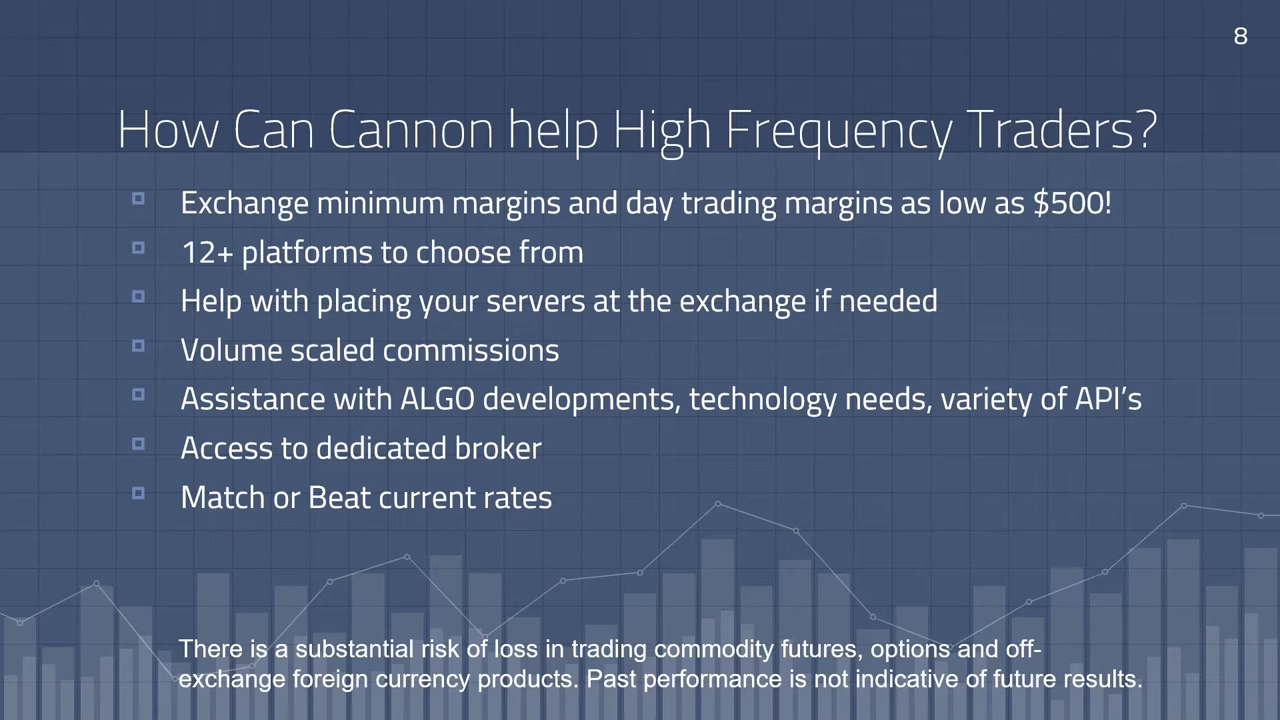 8
How Can Cannon help High Frequency Traders?
Exchange minimum margins and day trading margins as low as $500!
12+ platforms to choose from
Help with placing your servers at the exchange if needed
Volume scaled commissions
Assistance with ALGO developments, technology needs, variety of API’s
Access to dedicated broker
Match or Beat current rates
There is a substantial risk of loss in trading commodity futures, options and off-
exchange foreign currency products. Past performance is not indicative of future results.